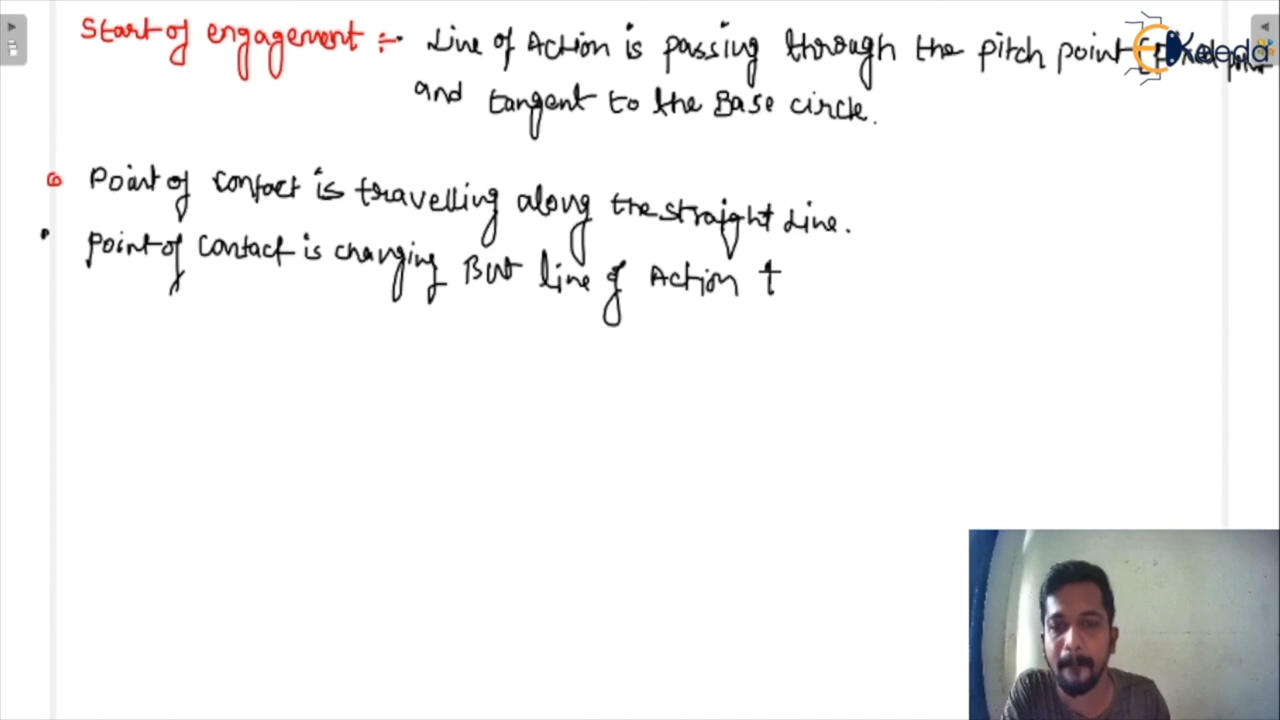 Start of engagement :- Line of Action is passing through the pitch point
and tangent to the Base circle.
Point of contact is travelling along the straight Line.
point of contact is changing But line of Action t
Ekeeda